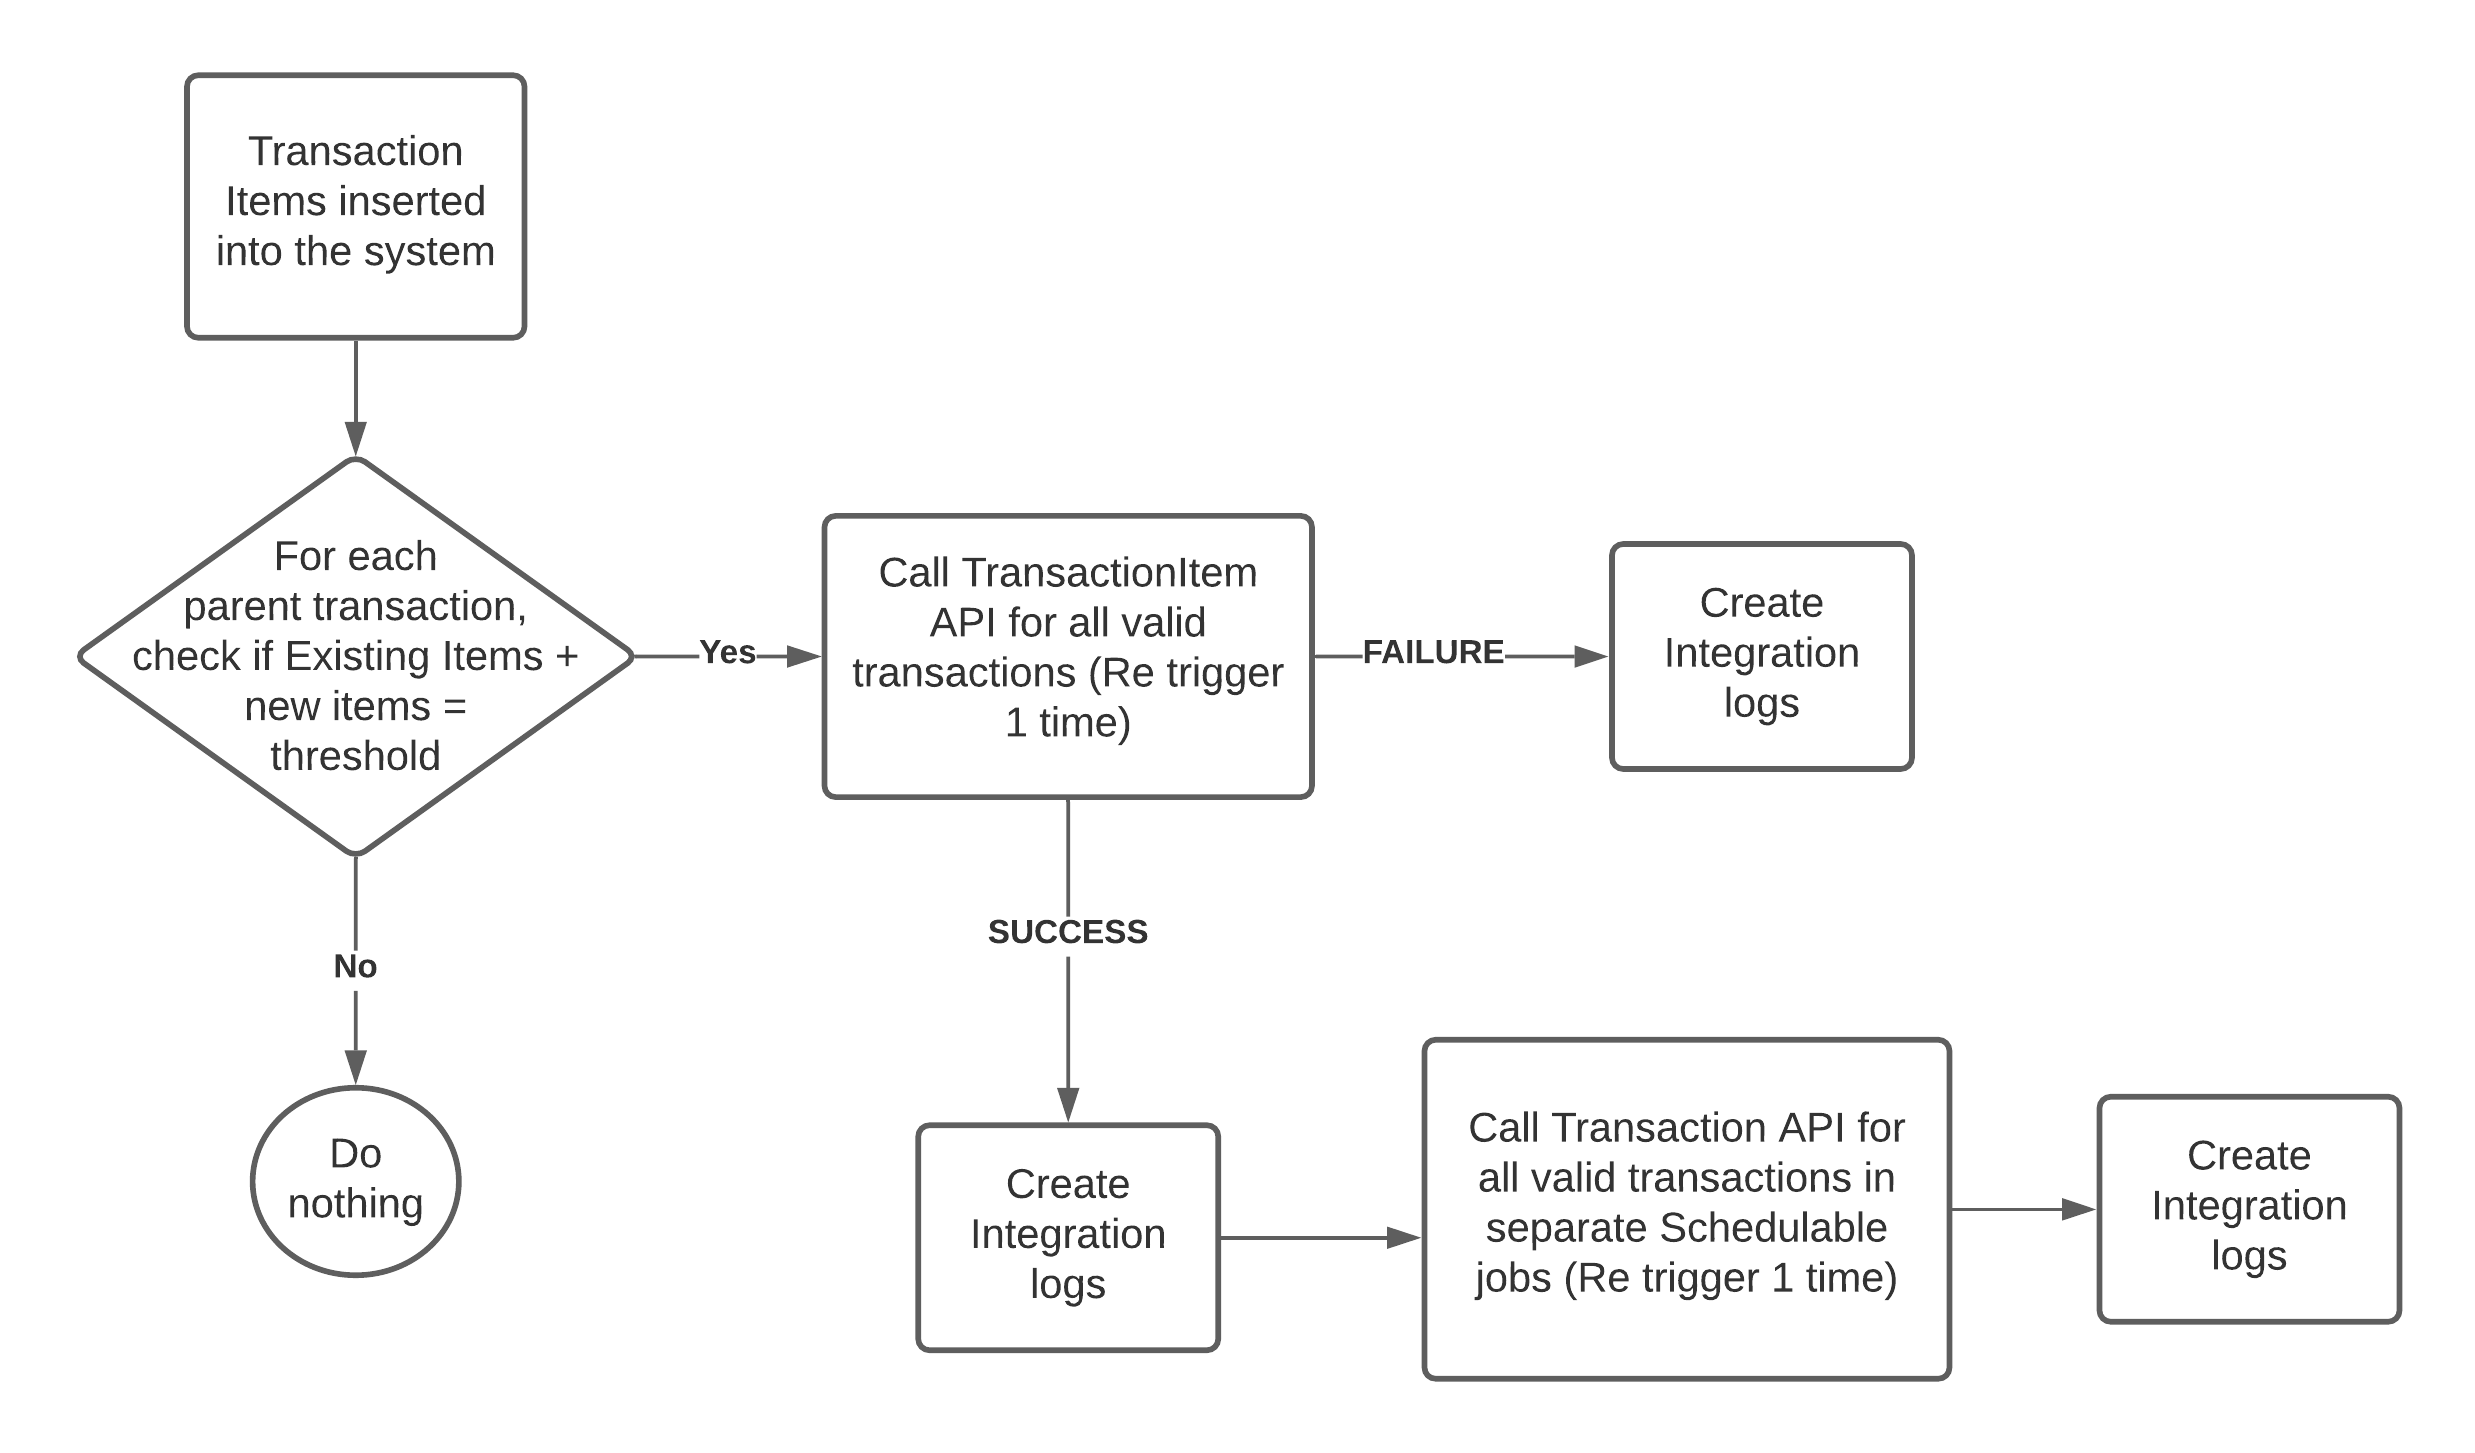 Transaction
Items inserted
into the system
For each
parent transaction,
check if Existing Items +
new items =
threshold
Yes
Call TransactionItem
API for all valid
transactions (Re trigger
1 time)
FAILURE
Create
Integration
logs
No
Do
nothing
SUCCESS
Create
Integration
logs
Call Transaction API for
all valid transactions in
separate Schedulable
jobs (Re trigger 1 time)
Create
Integration
logs